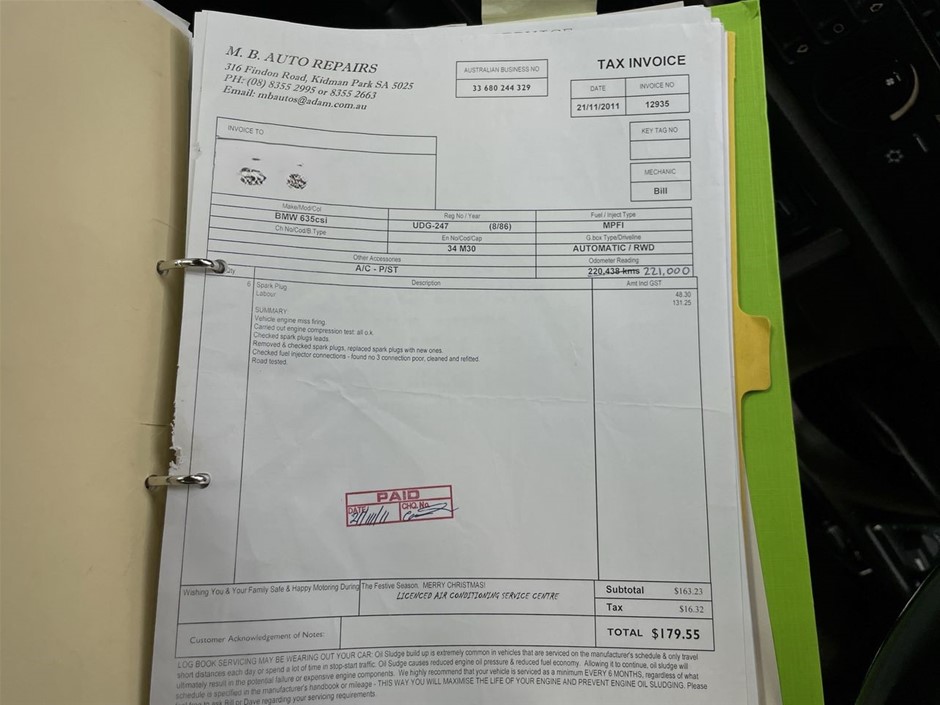 M. B. AUTO REPAIRS
316 Findon Road, Kidman Park SA 5025
PH: (08) 8355 2995 or 8355 2663
Email: mbautos@adam.com.au
AUSTRALIAN BUSINESS NO
33 680 244 329
TAX INVOICE
DATE INVOICE NO
21/11/2011 12935
KEY TAG NO
MECHANIC
Bill
INVOICE TO
Make/Mod/Col Reg No / Year Fuel / Inject Type
BMW 635csi UDG-247 (8/86) MPFI
Ch No/Cod/B.Type En No/Cod/Cap G.box Type/Driveline
34 M30 AUTOMATIC / RWD
Other Accessories Odometer Reading
A/C - P/ST 220,438 kms 221,000
Qty Description Amt Incl GST
6 Spark Plug 48.30
Labour 131.25
SUMMARY:
Vehicle engine miss firing.
Carried out engine compression test: all o.k.
Checked spark plugs leads.
Removed & checked spark plugs, replaced spark plugs with new ones.
Checked fuel injector connections - found no 3 connection poor, cleaned and refitted.
Road tested.
PAID
DATE CHQ.No.
21/11/11
Wishing You & Your Family Safe & Happy Motoring During The Festive Season. MERRY CHRISTMAS!
LICENCED AIR CONDITIONING SERVICE CENTRE
Subtotal $163.23
Tax $16.32
TOTAL $179.55
Customer Acknowledgement of Notes:
LOG BOOK SERVICING MAY BE WEARING OUT YOUR CAR: Oil Sludge build up is extremely common in vehicles that are serviced on the manufacturer's schedule & only travel
short distances each day or spend a lot of time in stop-start traffic. Oil Sudge causes reduced engine oil pressure & reduced fuel economy. Allowing it to continue, oil sludge will
ultimately result in the potential failure or expensive engine components. We highly recommend that your vehicle is serviced as a minimum EVERY 6 MONTHS, regardless of what
schedule is specified in the manufacturer's handbook or mileage - THIS WAY YOU WILL MAXIMISE THE LIFE OF YOUR ENGINE AND PREVENT ENGINE OIL SLUDGING. Please
feel free to ask Bill or Dave regarding your servicing requirements